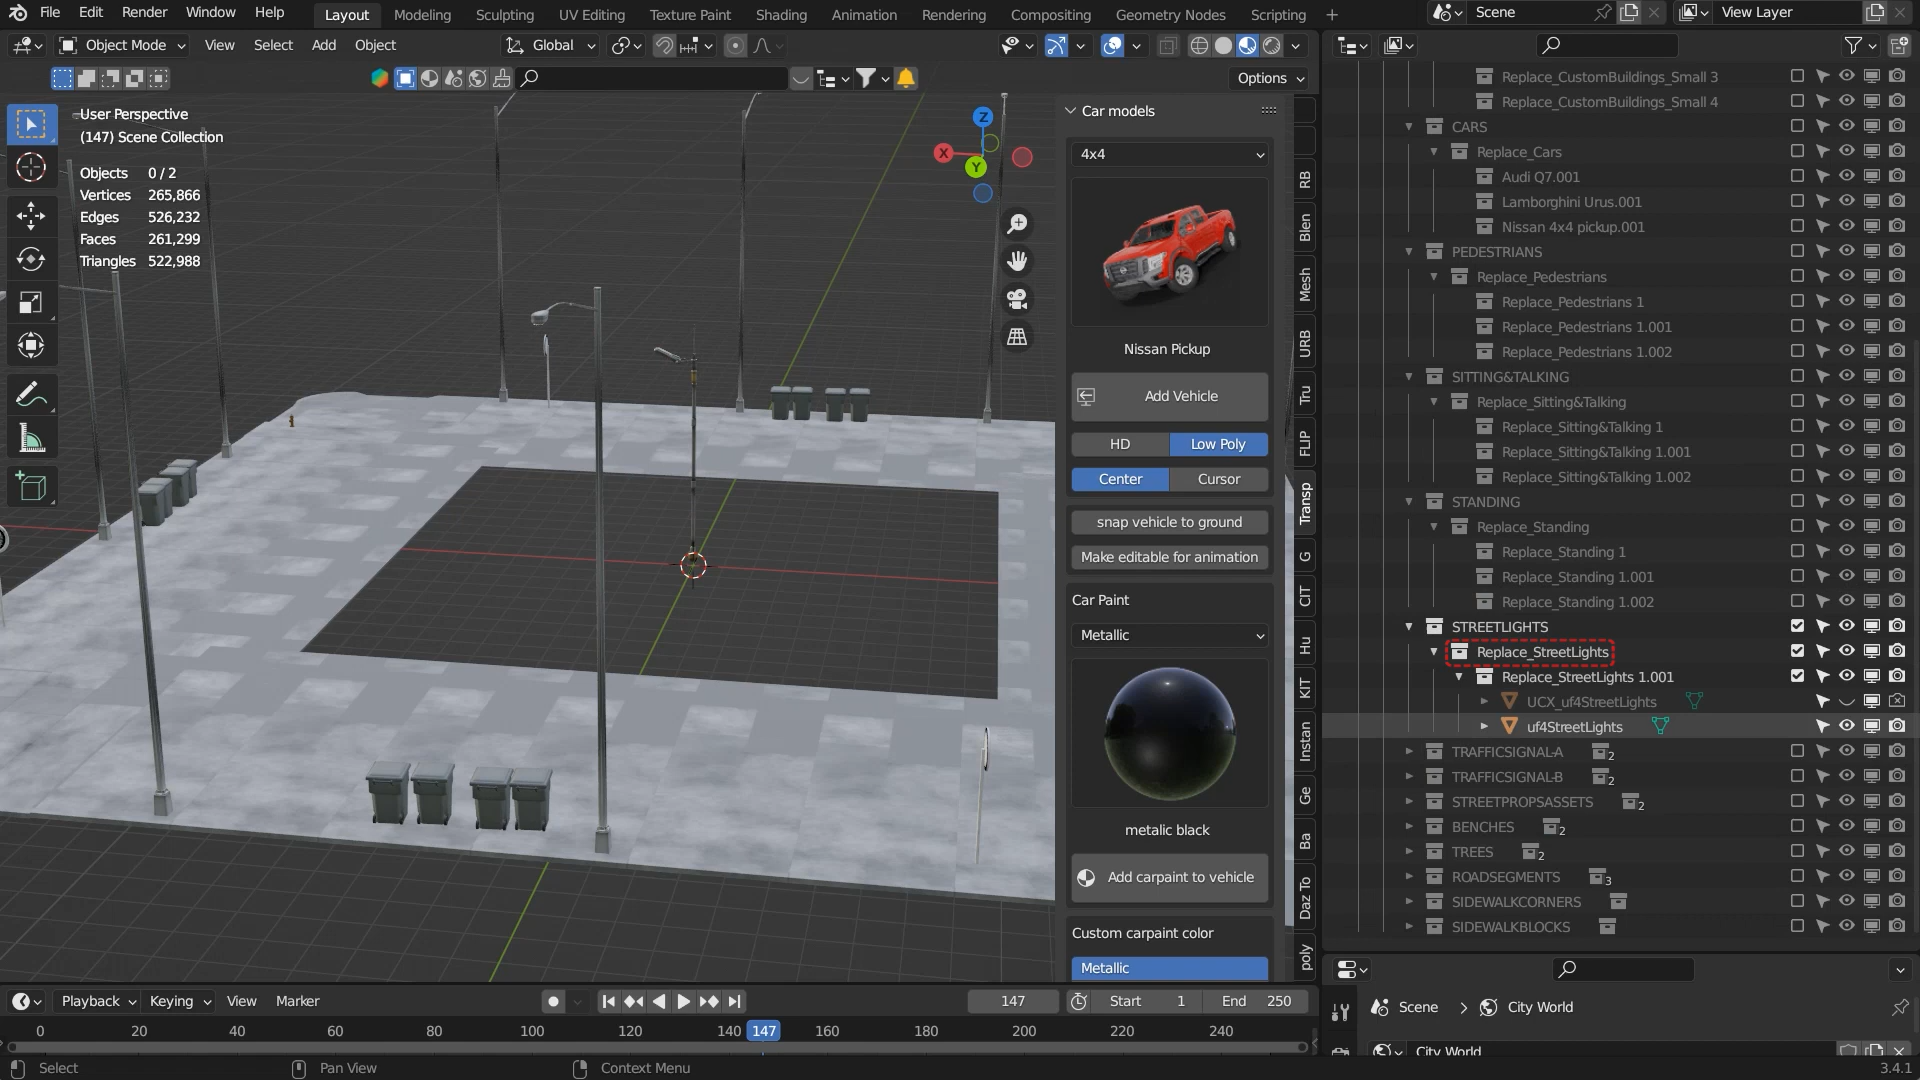 File Edit Render Window Help Layout Modeling Sculpting UV Editing Texture Paint Shading Animation Rendering Compositing Geometry Nodes Scripting + Scene View Layer
Object Mode View Select Add Object Global
Options
User Perspective
(147) Scene Collection
Objects 0 / 2
Vertices 265,866
Edges 526,232
Faces 261,299
Triangles 522,988
Z
X
Y
Car models
4x4
Nissan Pickup
Add Vehicle
HD Low Poly
Center Cursor
snap vehicle to ground
Make editable for animation
Car Paint
Metallic
metalic black
Add carpaint to vehicle
Custom carpaint color
Metallic
RB
Blen
Mesh
URB
Tru
FLIP
Transp
G
CIT
Hu
KIT
Instan
Ge
Ba
Daz To
poly
Replace_CustomBuildings_Small 3
Replace_CustomBuildings_Small 4
CARS
Replace_Cars
Audi Q7.001
Lamborghini Urus.001
Nissan 4x4 pickup.001
PEDESTRIANS
Replace_Pedestrians
Replace_Pedestrians 1
Replace_Pedestrians 1.001
Replace_Pedestrians 1.002
SITTING&TALKING
Replace_Sitting&Talking
Replace_Sitting&Talking 1
Replace_Sitting&Talking 1.001
Replace_Sitting&Talking 1.002
STANDING
Replace_Standing
Replace_Standing 1
Replace_Standing 1.001
Replace_Standing 1.002
STREETLIGHTS
Replace_StreetLights
Replace_StreetLights 1.001
UCX_uf4StreetLights
uf4StreetLights
TRAFFICSIGNAL-A 2
TRAFFICSIGNAL-B 2
STREETPROPSASSETS 2
BENCHES 2
TREES 2
ROADSEGMENTS 3
SIDEWALKCORNERS
SIDEWALKBLOCKS
Playback Keying View Marker 147 Start 1 End 250
0 20 40 60 80 100 120 140 147 160 180 200 220 240
Scene > City World
City World
Select Pan View Context Menu 3.4.1